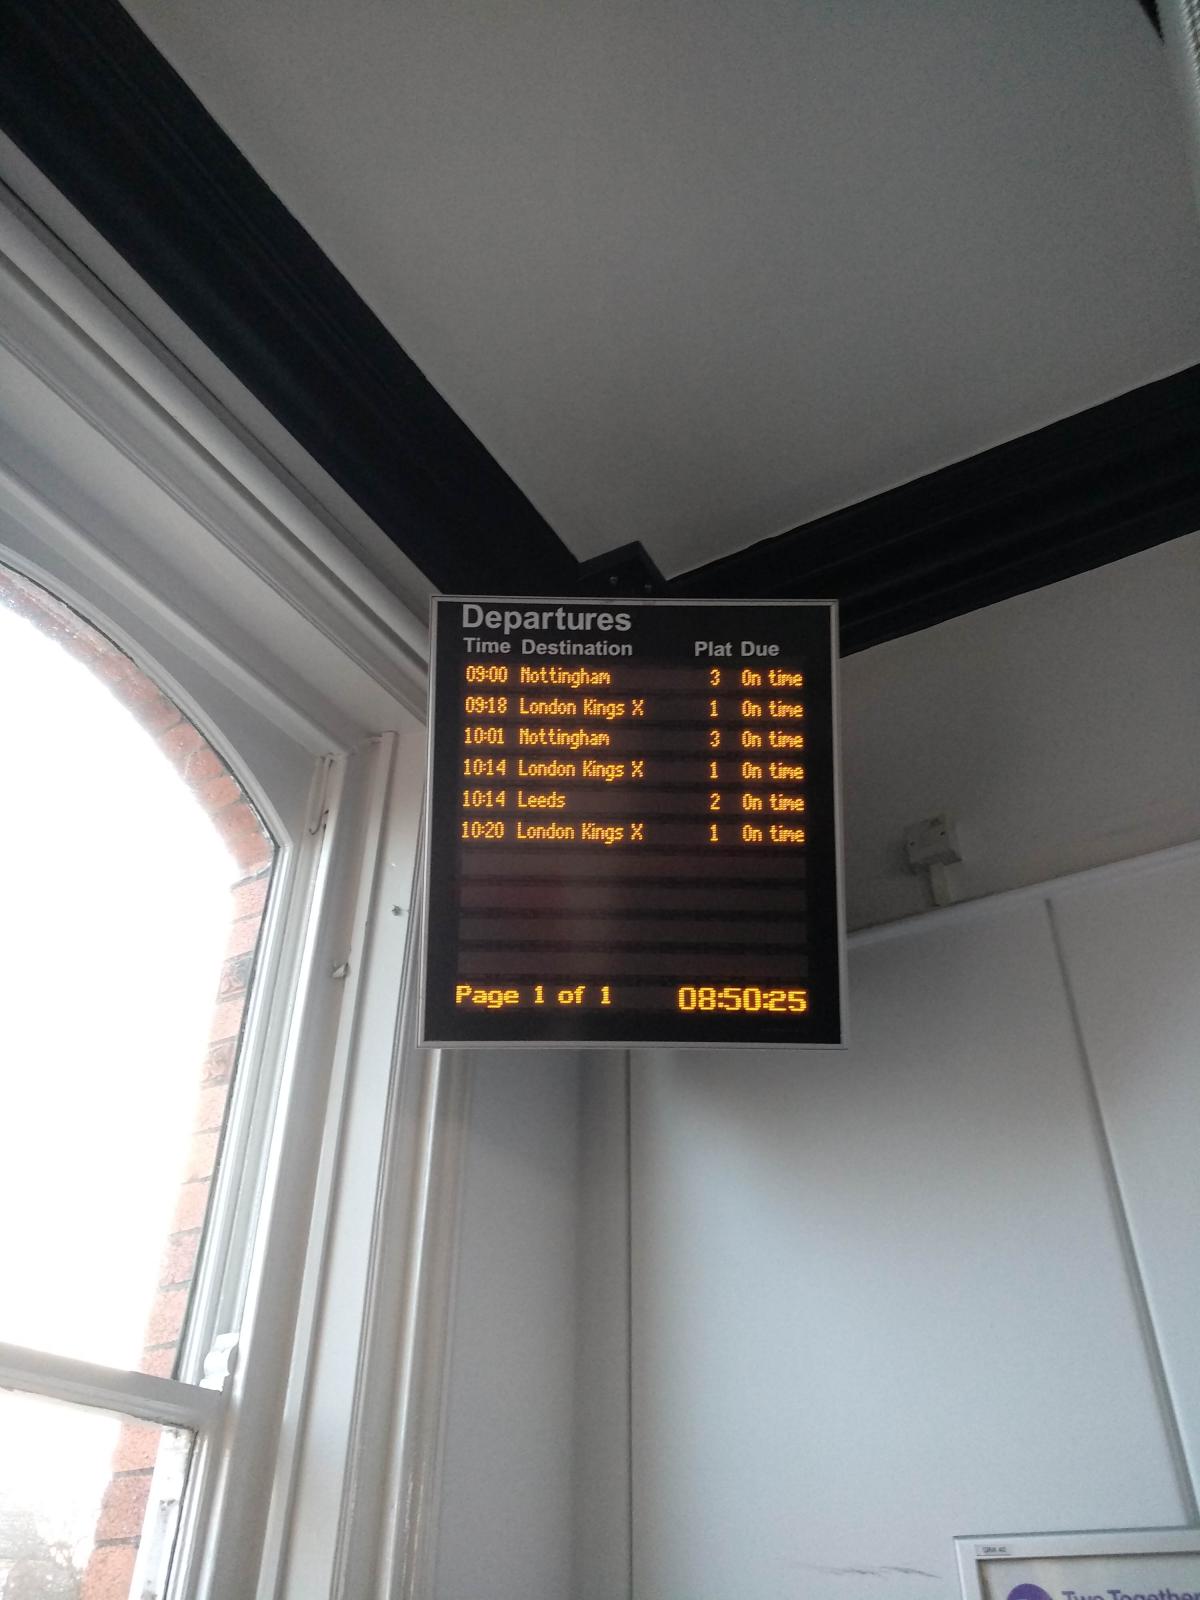 Departures
Time Destination Plat Due
09:00 Nottingham 3 On time
09:18 London Kings X 1 On time
10:01 Nottingham 3 On time
10:14 London Kings X 1 On time
10:14 Leeds 2 On time
10:20 London Kings X 1 On time
Page 1 of 1 08:50:25
Two Together